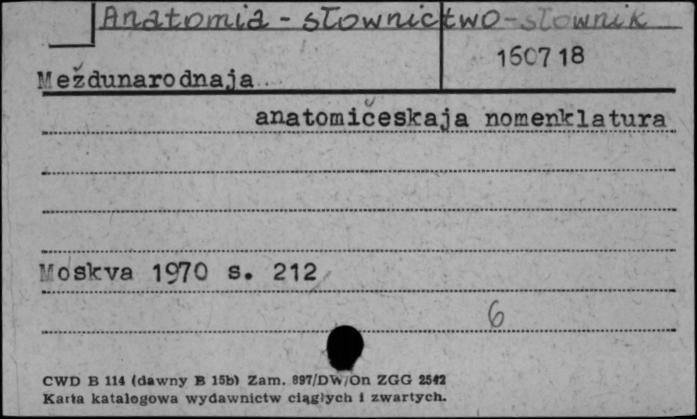 Anatomia - słownictwo - słownik
150718
Meždunarodnaja
anatomičeskaja nomenklatura
Moskva 1970 s. 212
6
CWD B 114 (dawny B 15b) Zam. 897/DW/On ZGG 2542
Karta katalogowa wydawnictw ciągłych i zwartych.